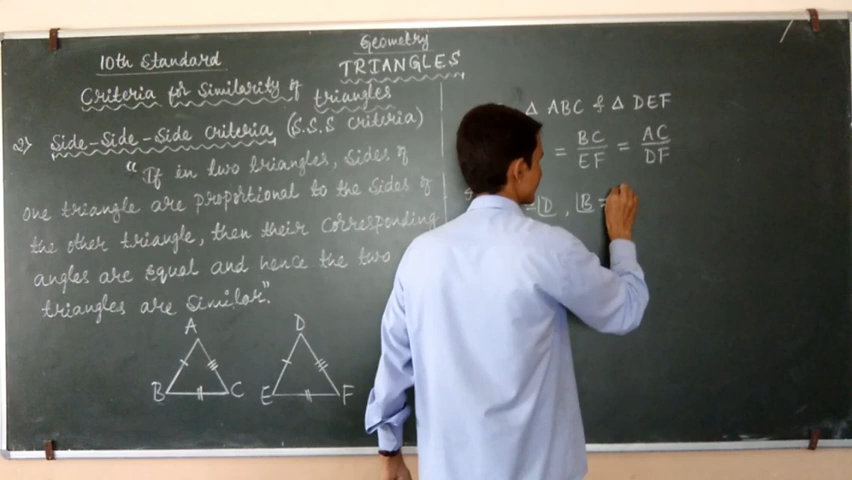 Geometry
10th Standard
TRIANGLES
Criteria for Similarity of triangles
2) Side-Side-Side Criteria (S.S.S Criteria)
"If in two triangles, sides of
one triangle are proportional to the sides of
the other triangle, then their corresponding
angles are equal and hence the two
triangles are similar."
A
B C
D
E F
Δ ABC & Δ DEF
= BC/EF = AC/DF
= ∠D , ∠B =